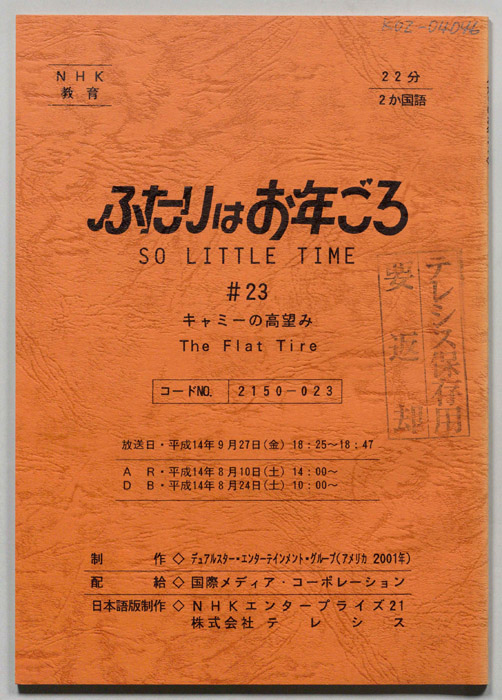 NHK
教育
22分
2か国語
ふたりはお年ごろ
SO LITTLE TIME
#23
キャミーの高望み
The Flat Tire
コードNO. 2150-023
テレシス保存用
要返却
放送日・平成14年9月27日(金) 18:25～18:47
AR・平成14年8月10日(土) 14:00～
DB・平成14年8月24日(土) 10:00～
制作◇デュアルスター・エンターテインメント・グループ(アメリカ 2001年)
配給◇国際メディア・コーポレーション
日本語版制作◇NHKエンタープライズ21
株式会社テレシス